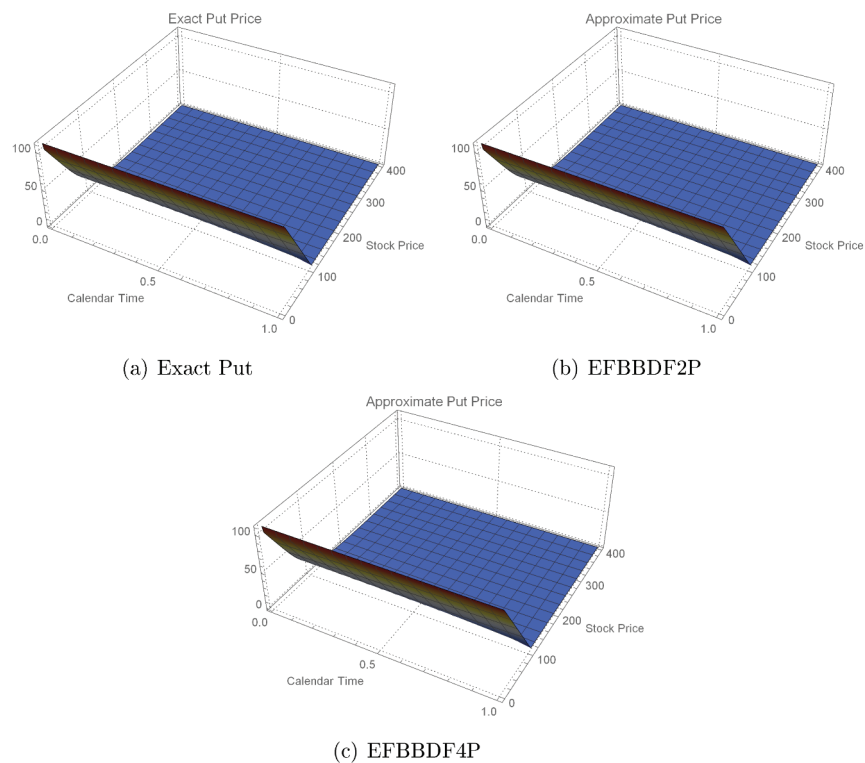 Exact Put Price
100
50
0
0.0
0.5
1.0
Calendar Time
0
100
200
300
400
Stock Price
(a) Exact Put
Approximate Put Price
100
50
0
0.0
0.5
1.0
Calendar Time
0
100
200
300
400
Stock Price
(b) EFBBDF2P
Approximate Put Price
100
50
0
0.0
0.5
1.0
Calendar Time
0
100
200
300
400
Stock Price
(c) EFBBDF4P